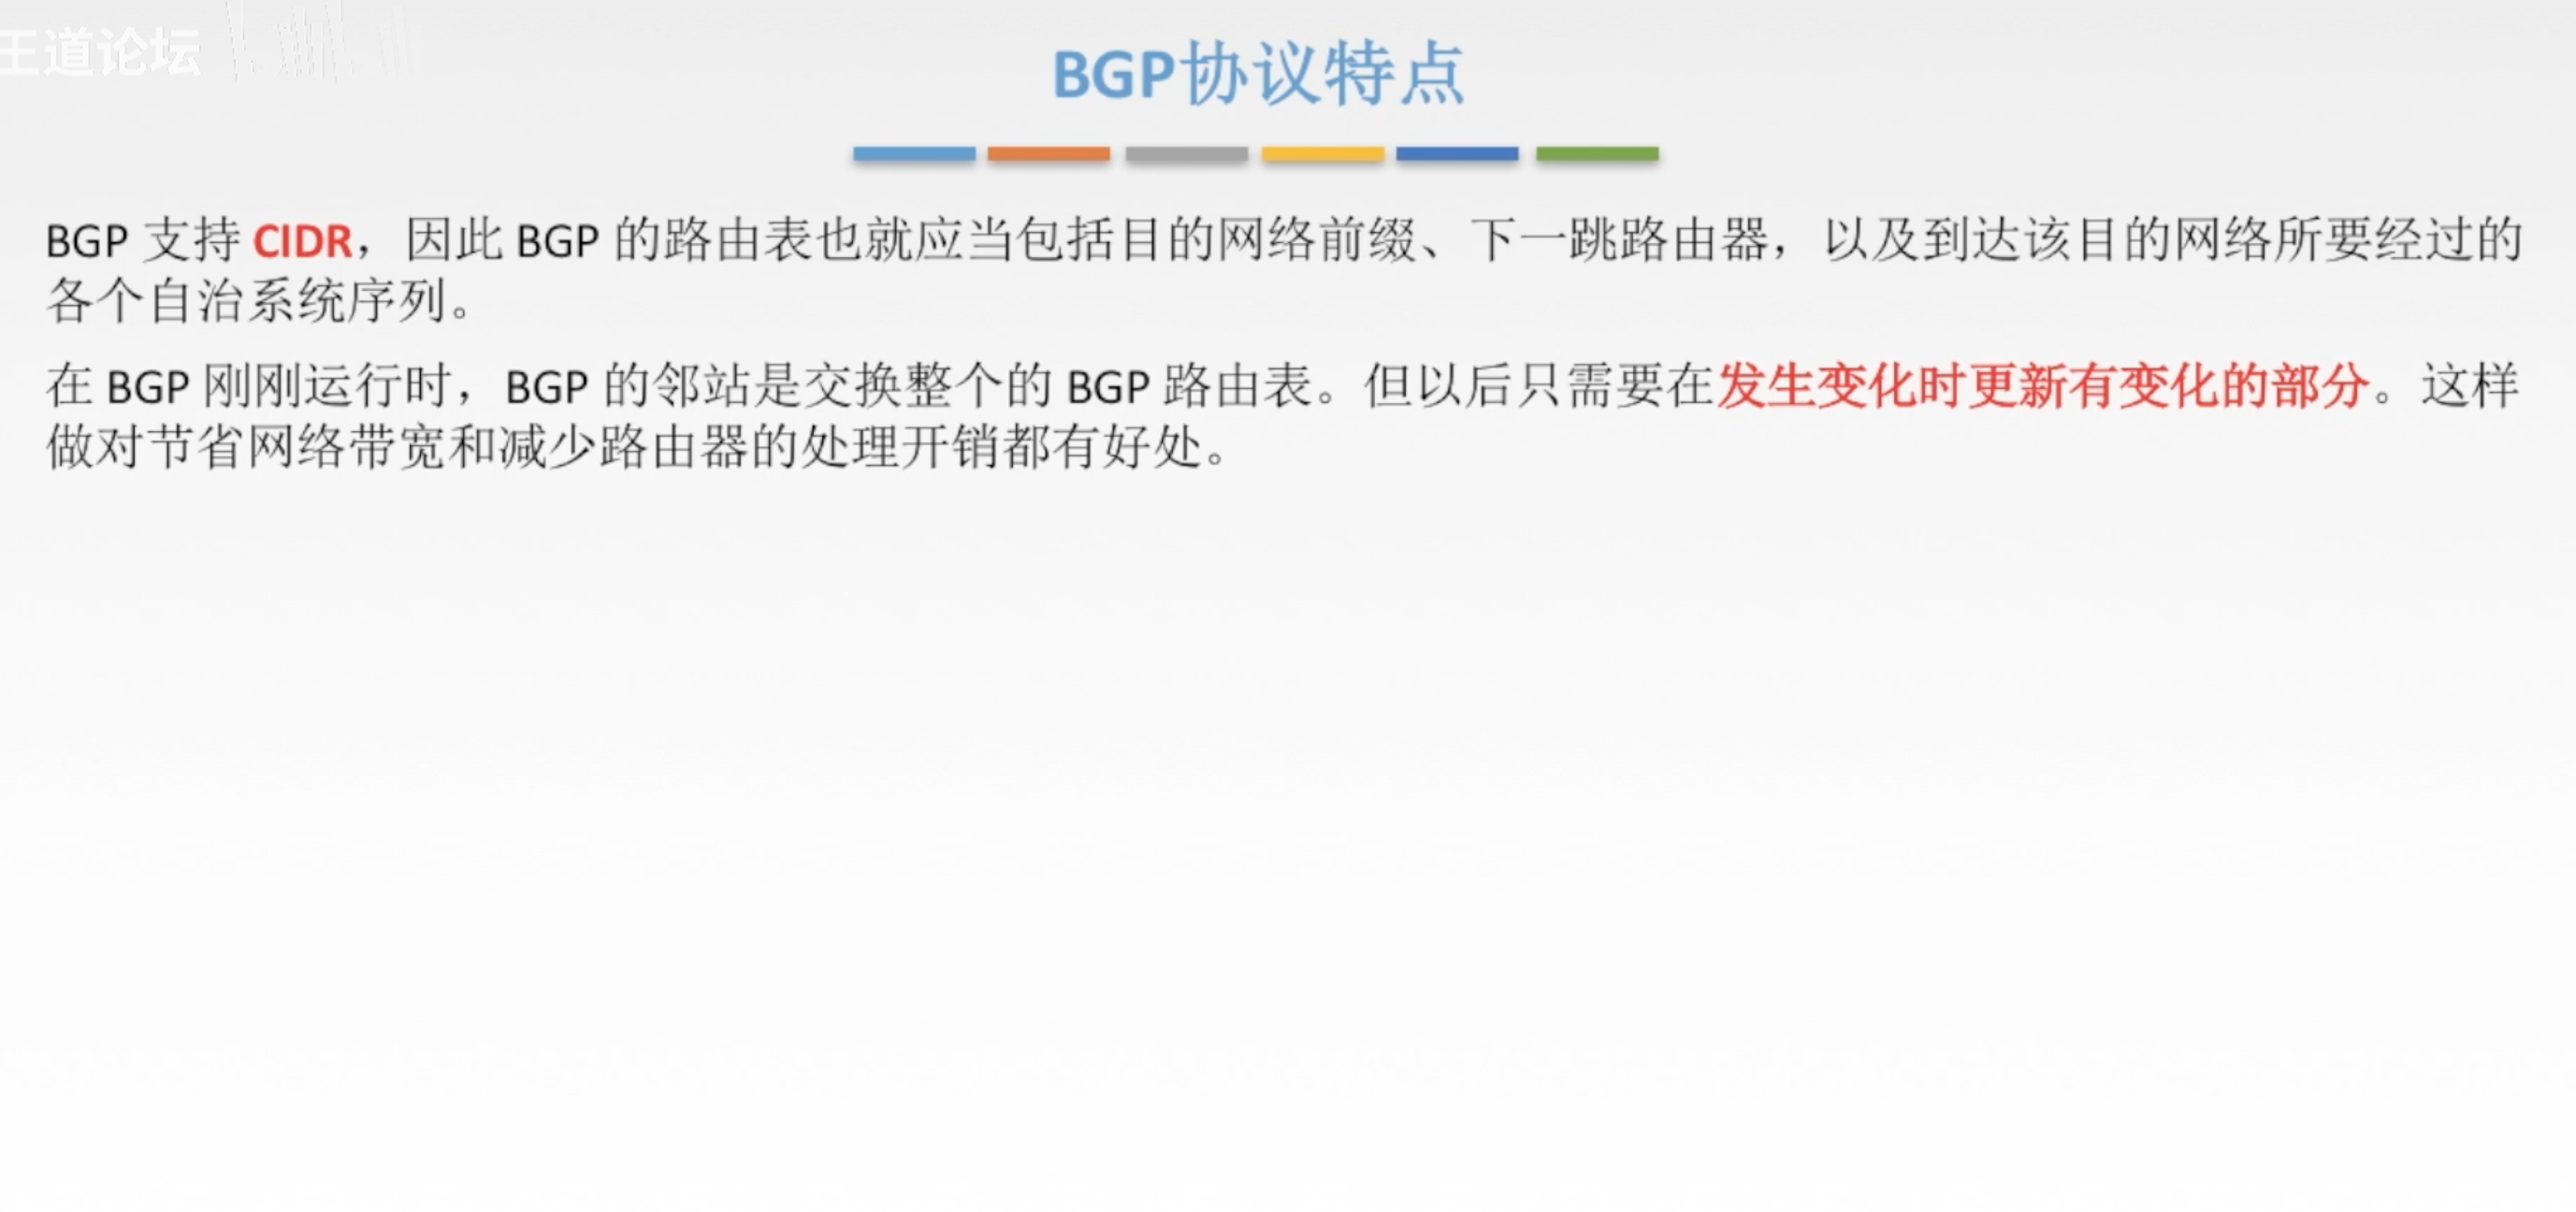 王道论坛
BGP协议特点
BGP 支持 CIDR，因此 BGP 的路由表也就应当包括目的网络前缀、下一跳路由器，以及到达该目的网络所要经过的
各个自治系统序列。
在 BGP 刚刚运行时，BGP 的邻站是交换整个的 BGP 路由表。但以后只需要在发生变化时更新有变化的部分。这样
做对节省网络带宽和减少路由器的处理开销都有好处。